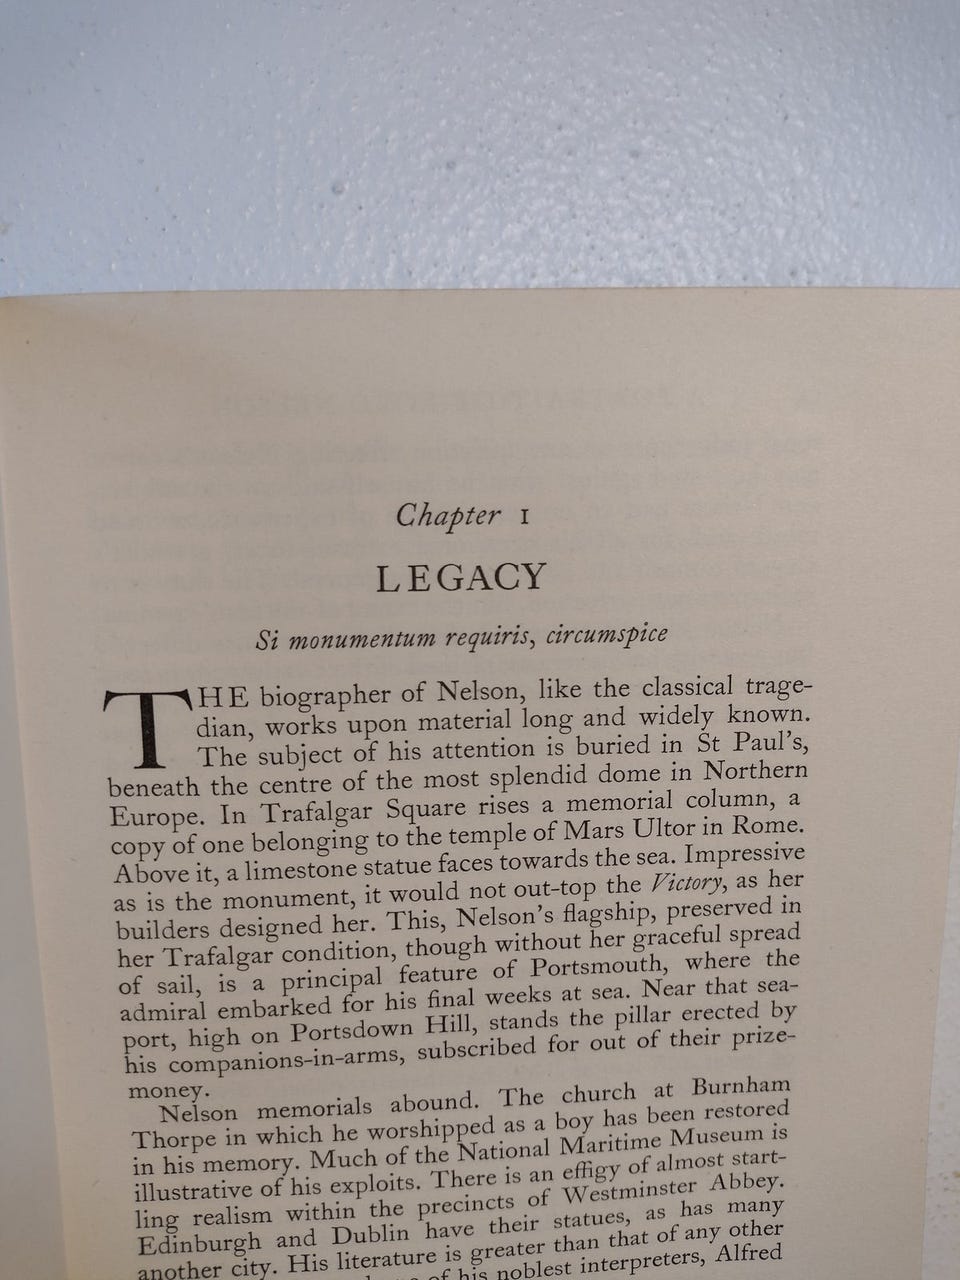 Chapter 1
LEGACY
Si monumentum requiris, circumspice
THE biographer of Nelson, like the classical trage-
dian, works upon material long and widely known.
The subject of his attention is buried in St Paul's,
beneath the centre of the most splendid dome in Northern
Europe. In Trafalgar Square rises a memorial column, a
copy of one belonging to the temple of Mars Ultor in Rome.
Above it, a limestone statue faces towards the sea. Impressive
as is the monument, it would not out-top the Victory, as her
builders designed her. This, Nelson's flagship, preserved in
her Trafalgar condition, though without her graceful spread
of sail, is a principal feature of Portsmouth, where the
admiral embarked for his final weeks at sea. Near that sea-
port, high on Portsdown Hill, stands the pillar erected by
his companions-in-arms, subscribed for out of their prize-
money.
Nelson memorials abound. The church at Burnham
Thorpe in which he worshipped as a boy has been restored
in his memory. Much of the National Maritime Museum is
illustrative of his exploits. There is an effigy of almost start-
ling realism within the precincts of Westminster Abbey.
Edinburgh and Dublin have their statues, as has many
another city. His literature is greater than that of any other
of his noblest interpreters, Alfred